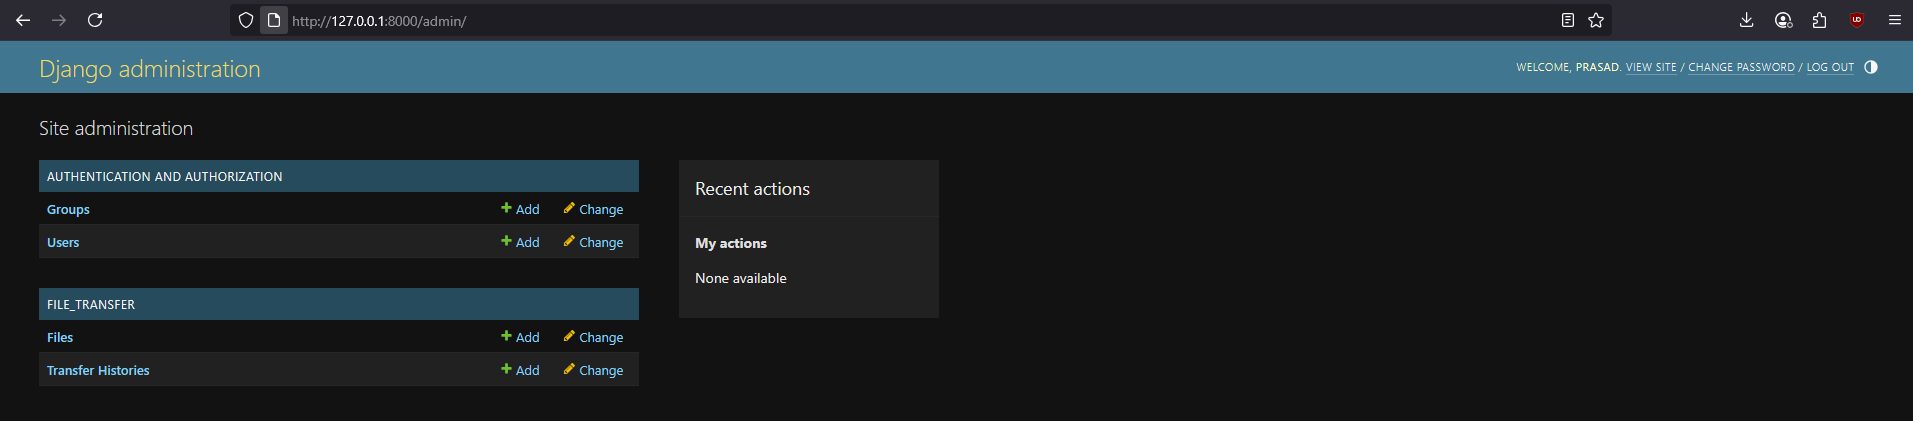 http://127.0.0.1:8000/admin/
Django administration
WELCOME, PRASAD. VIEW SITE / CHANGE PASSWORD / LOG OUT
Site administration
AUTHENTICATION AND AUTHORIZATION
Groups Add Change
Users Add Change
FILE_TRANSFER
Files Add Change
Transfer Histories Add Change
Recent actions
My actions
None available